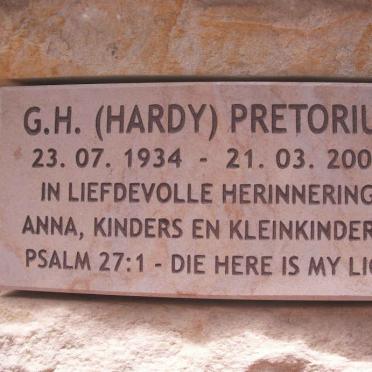 G.H. (HARDY) PRETORIU
23. 07. 1934 - 21. 03. 200
IN LIEFDEVOLLE HERINNERING
ANNA, KINDERS EN KLEINKINDER
PSALM 27:1 - DIE HERE IS MY LIG